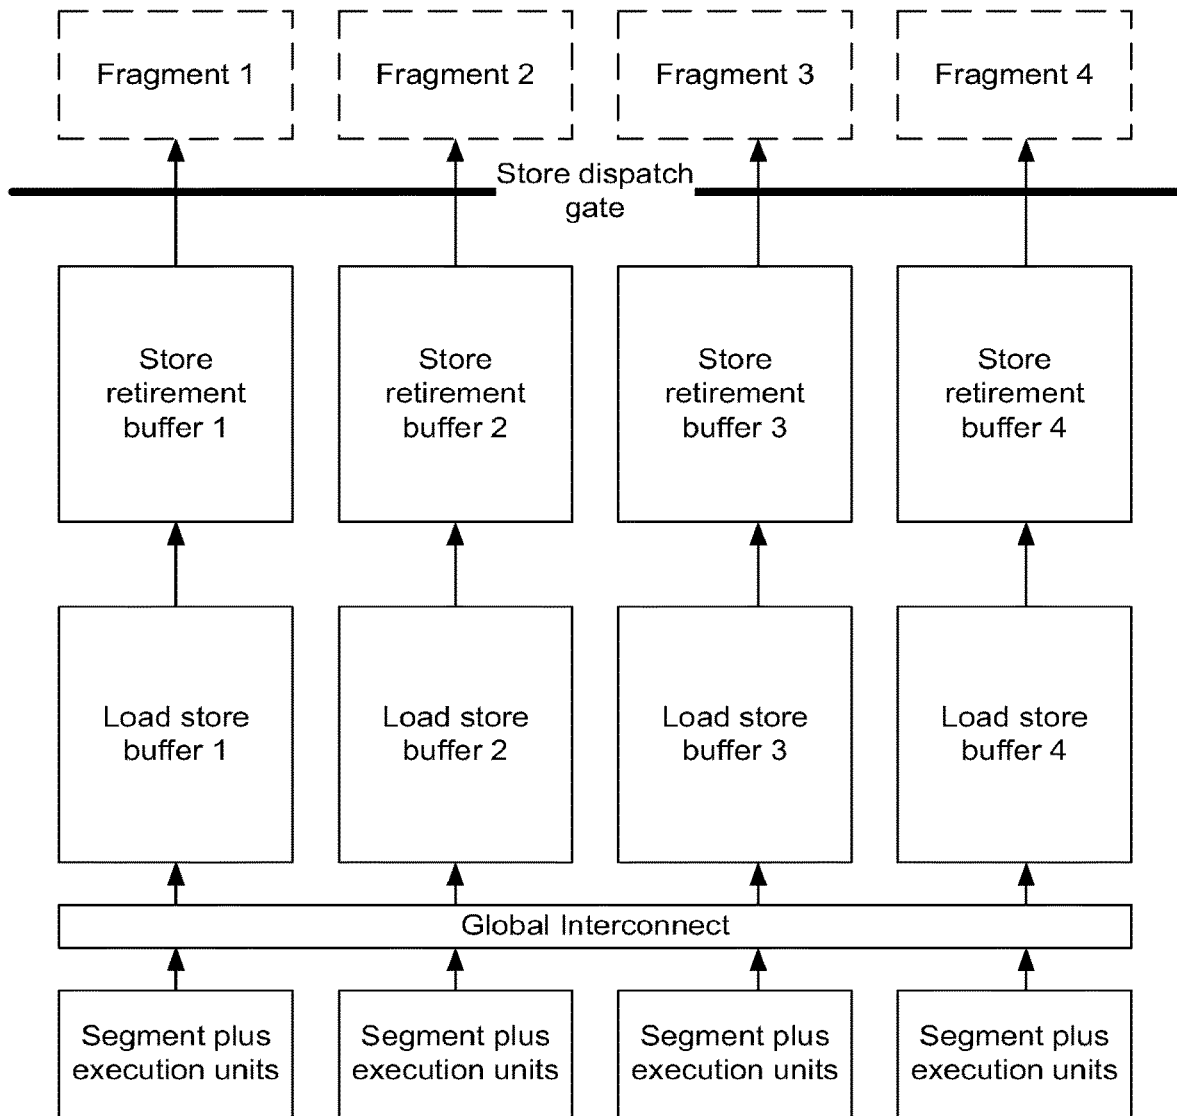 Fragment 1
Fragment 2
Fragment 3
Fragment 4
Store dispatch
gate
Store
retirement
buffer 1
Store
retirement
buffer 2
Store
retirement
buffer 3
Store
retirement
buffer 4
Load store
buffer 1
Load store
buffer 2
Load store
buffer 3
Load store
buffer 4
Global Interconnect
Segment plus
execution units
Segment plus
execution units
Segment plus
execution units
Segment plus
execution units